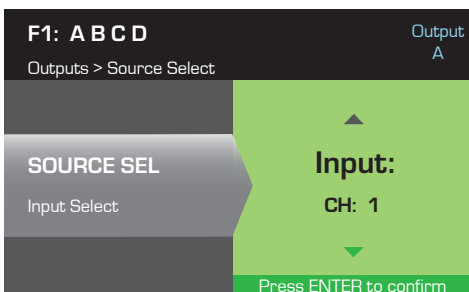 F1: A B C D
Output
A
Outputs > Source Select
SOURCE SEL
Input Select
Input:
CH: 1
Press ENTER to confirm